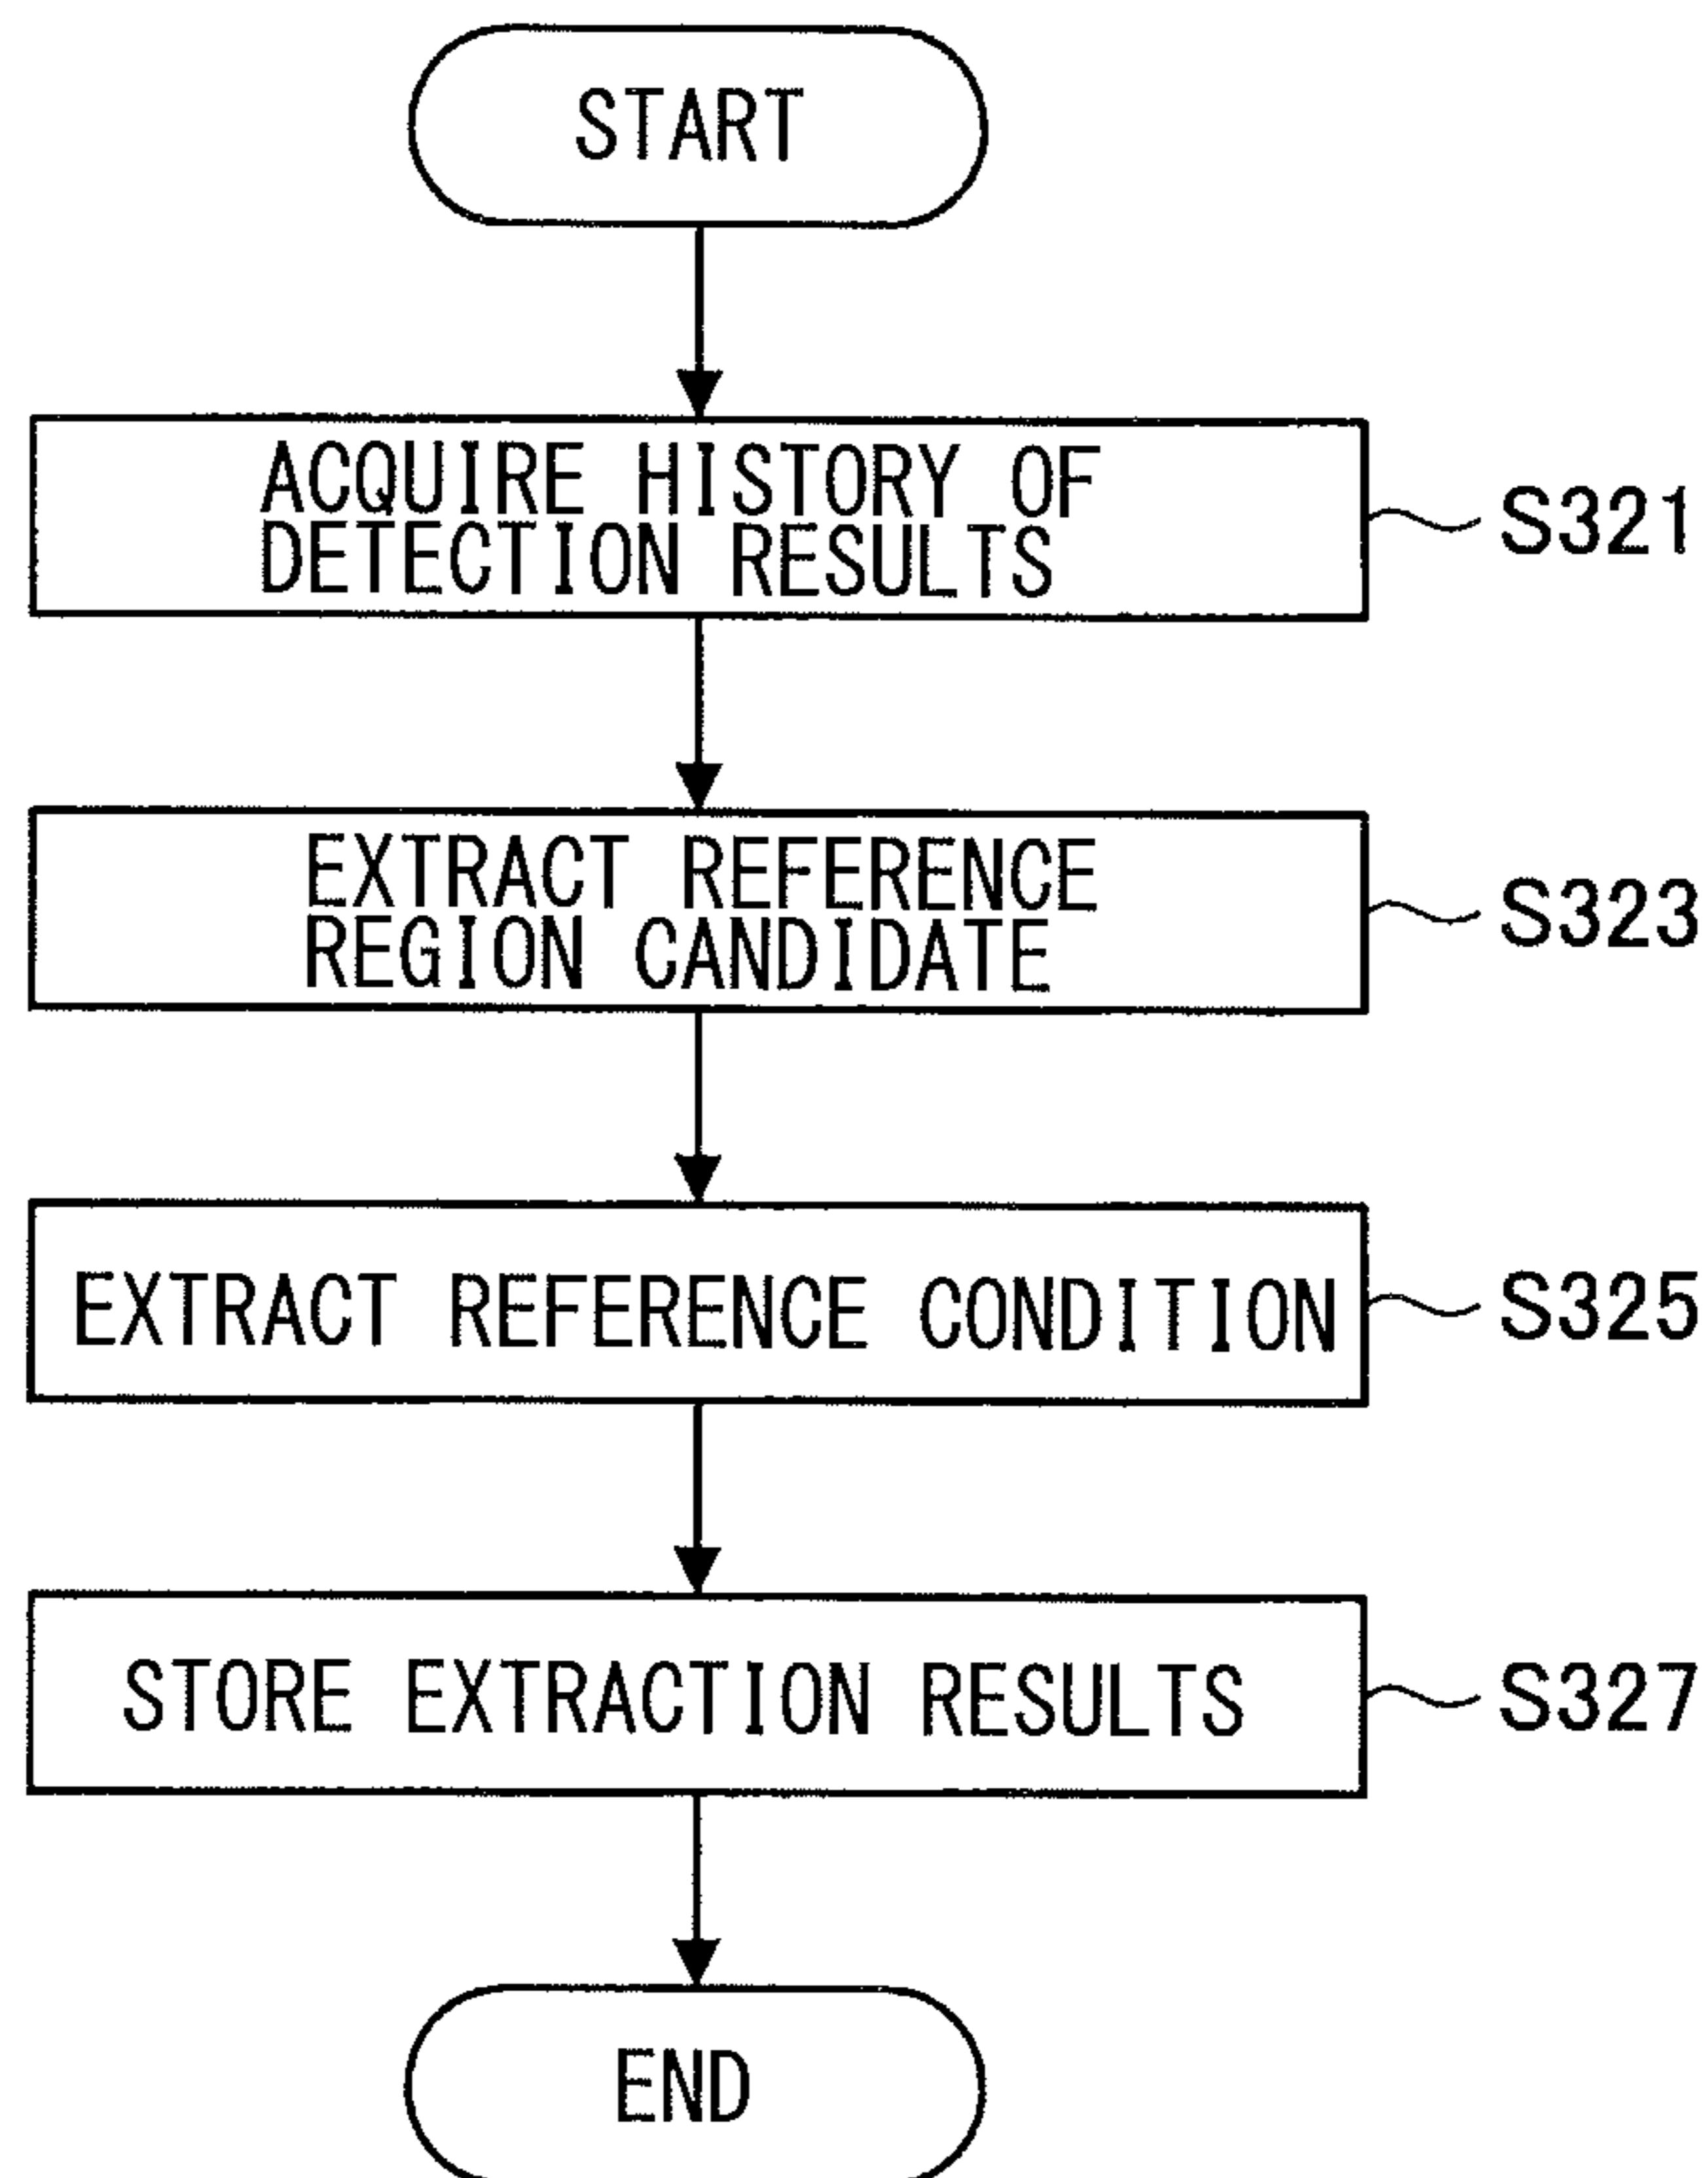 START
ACQUIRE HISTORY OF
DETECTION RESULTS
S321
EXTRACT REFERENCE
REGION CANDIDATE
S323
EXTRACT REFERENCE CONDITION
S325
STORE EXTRACTION RESULTS
S327
END